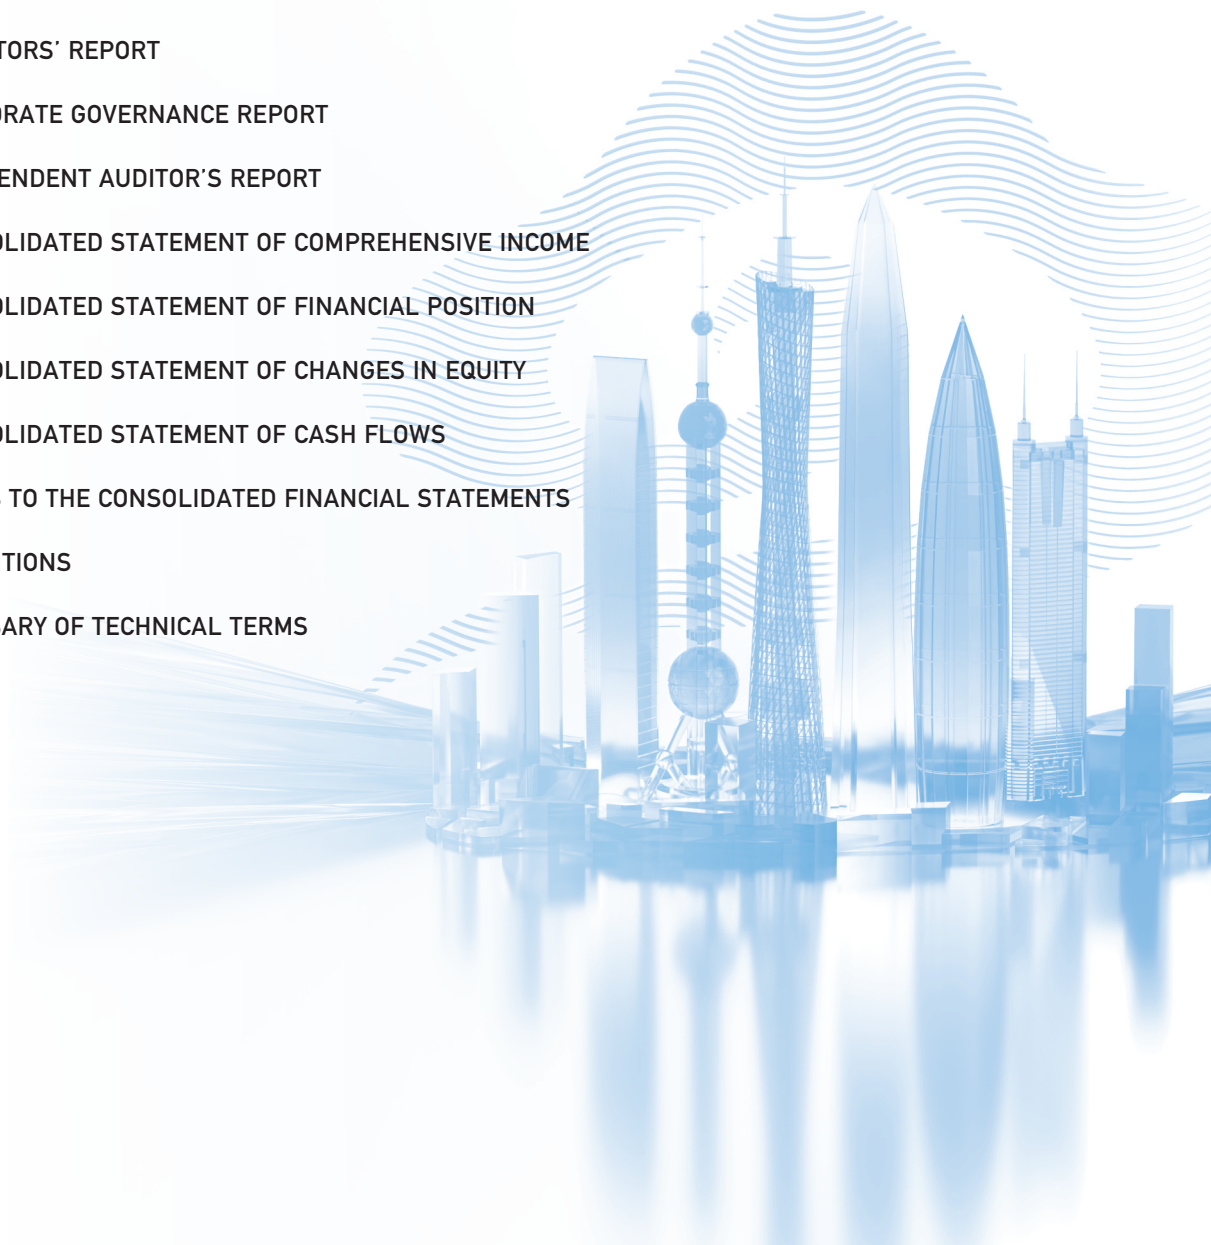 TORS’ REPORT
ORATE GOVERNANCE REPORT
ENDENT AUDITOR’S REPORT
OLIDATED STATEMENT OF COMPREHENSIVE INCOME
OLIDATED STATEMENT OF FINANCIAL POSITION
OLIDATED STATEMENT OF CHANGES IN EQUITY
OLIDATED STATEMENT OF CASH FLOWS
TO THE CONSOLIDATED FINANCIAL STATEMENTS
TIONS
ARY OF TECHNICAL TERMS